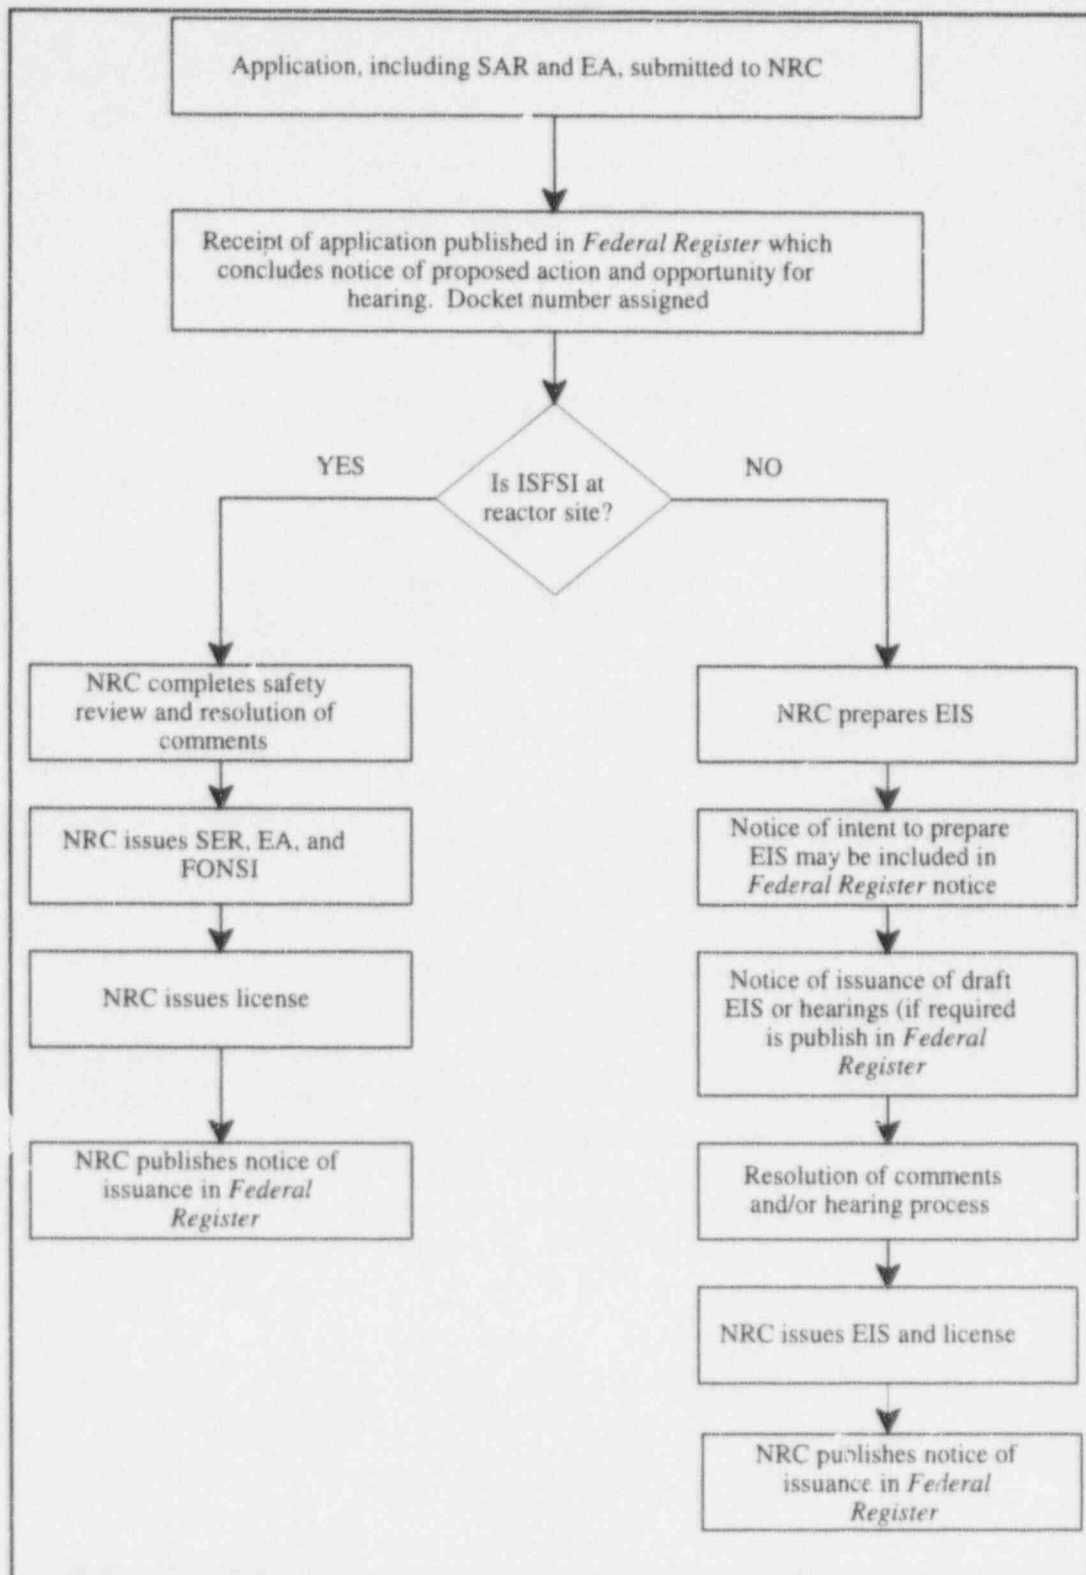 Application, including SAR and EA, submitted to NRC
Receipt of application published in Federal Register which
concludes notice of proposed action and opportunity for
hearing. Docket number assigned
YES
NO
Is ISFSI at
reactor site?
NRC completes safety
review and resolution of
comments
NRC issues SER, EA, and
FONSI
NRC issues license
NRC publishes notice of
issuance in Federal
Register
NRC prepares EIS
Notice of intent to prepare
EIS may be included in
Federal Register notice
Notice of issuance of draft
EIS or hearings (if required
is publish in Federal
Register
Resolution of comments
and/or hearing process
NRC issues EIS and license
NRC publishes notice of
issuance in Federal
Register